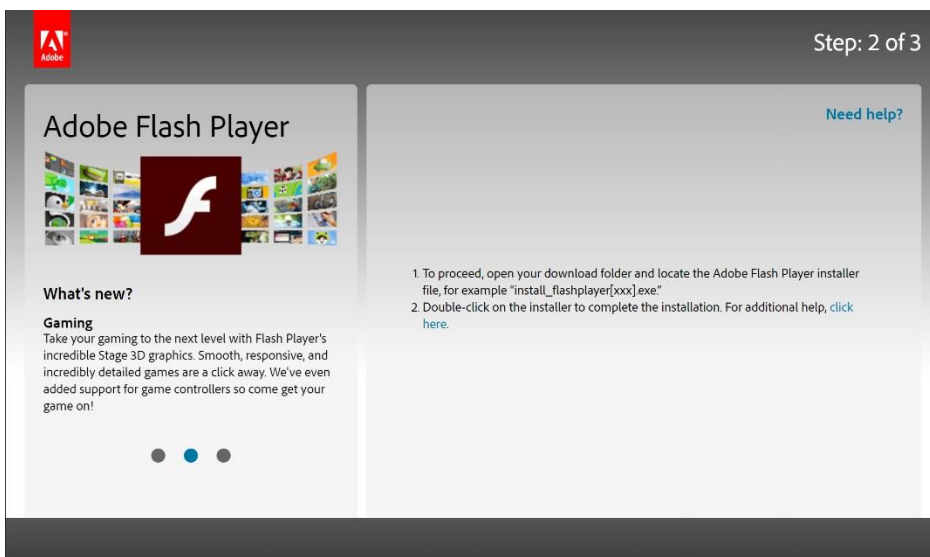 Adobe
Step: 2 of 3
Adobe Flash Player
What's new?
Gaming
Take your gaming to the next level with Flash Player's
incredible Stage 3D graphics. Smooth, responsive, and
incredibly detailed games are a click away. We've even
added support for game controllers so come get your
game on!
Need help?
1. To proceed, open your download folder and locate the Adobe Flash Player installer
file, for example "install_flashplayer[xxx].exe."
2. Double-click on the installer to complete the installation. For additional help, click
here.